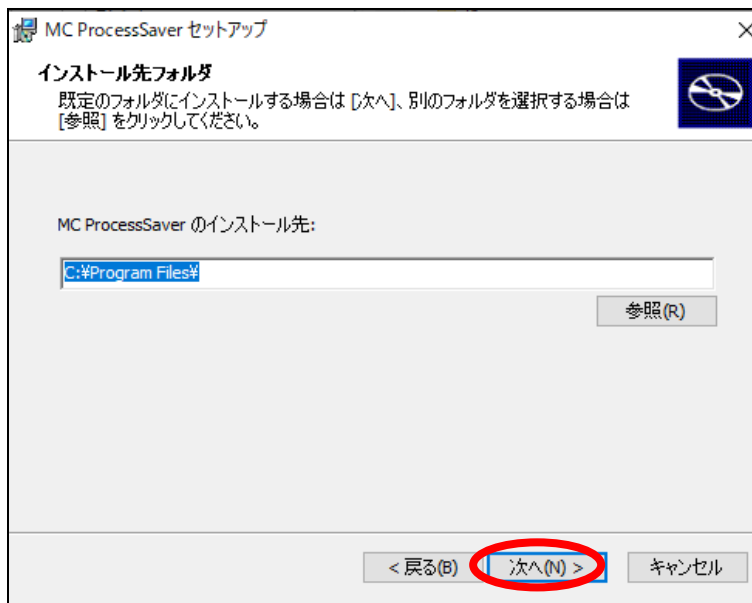 MC ProcessSaver セットアップ
インストール先フォルダ
既定のフォルダにインストールする場合は [次へ]、別のフォルダを選択する場合は
[参照] をクリックしてください。
MC ProcessSaver のインストール先:
C:¥Program Files¥
参照(R)
< 戻る(B)
次へ(N) >
キャンセル